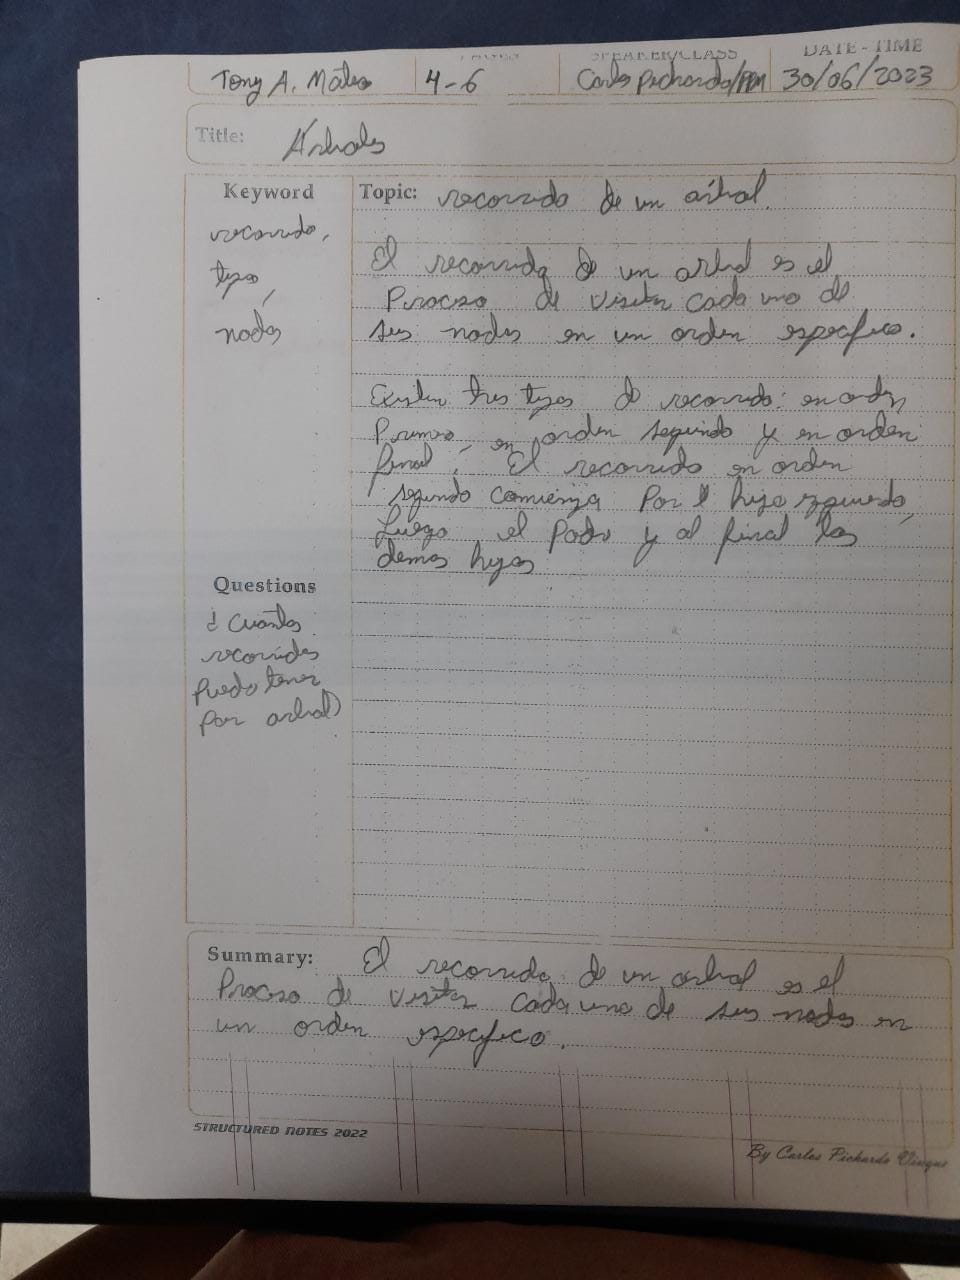 SPEAKER/CLASS DATE-TIME
Tony A. Mateo 4-6 Carlos Pichardo/PPM 30/06/2023
Title: Arboles
Keyword
recorrido,
tipo,
nodos
Topic: recorrido de un árbol.
El recorrido de un arbol es el
Proceso de visitar cada uno de
sus nodos en un orden especifico.
Existen tres tipos de recorrido: en orden
Primero, en orden segundo y en orden
final. El recorrido en orden
segundo comienza Por el hijo izquierdo,
Luego el Padre y al final los
demas hijos
Questions
¿Cuantos
recorridos
Puedo tener
por arbol?
Summary: El recorrido de un arbol es el
Proceso de visitar cada uno de sus nodos en
un orden especifico.
STRUCTURED NOTES 2022
By Carlos Pichardo Viuque